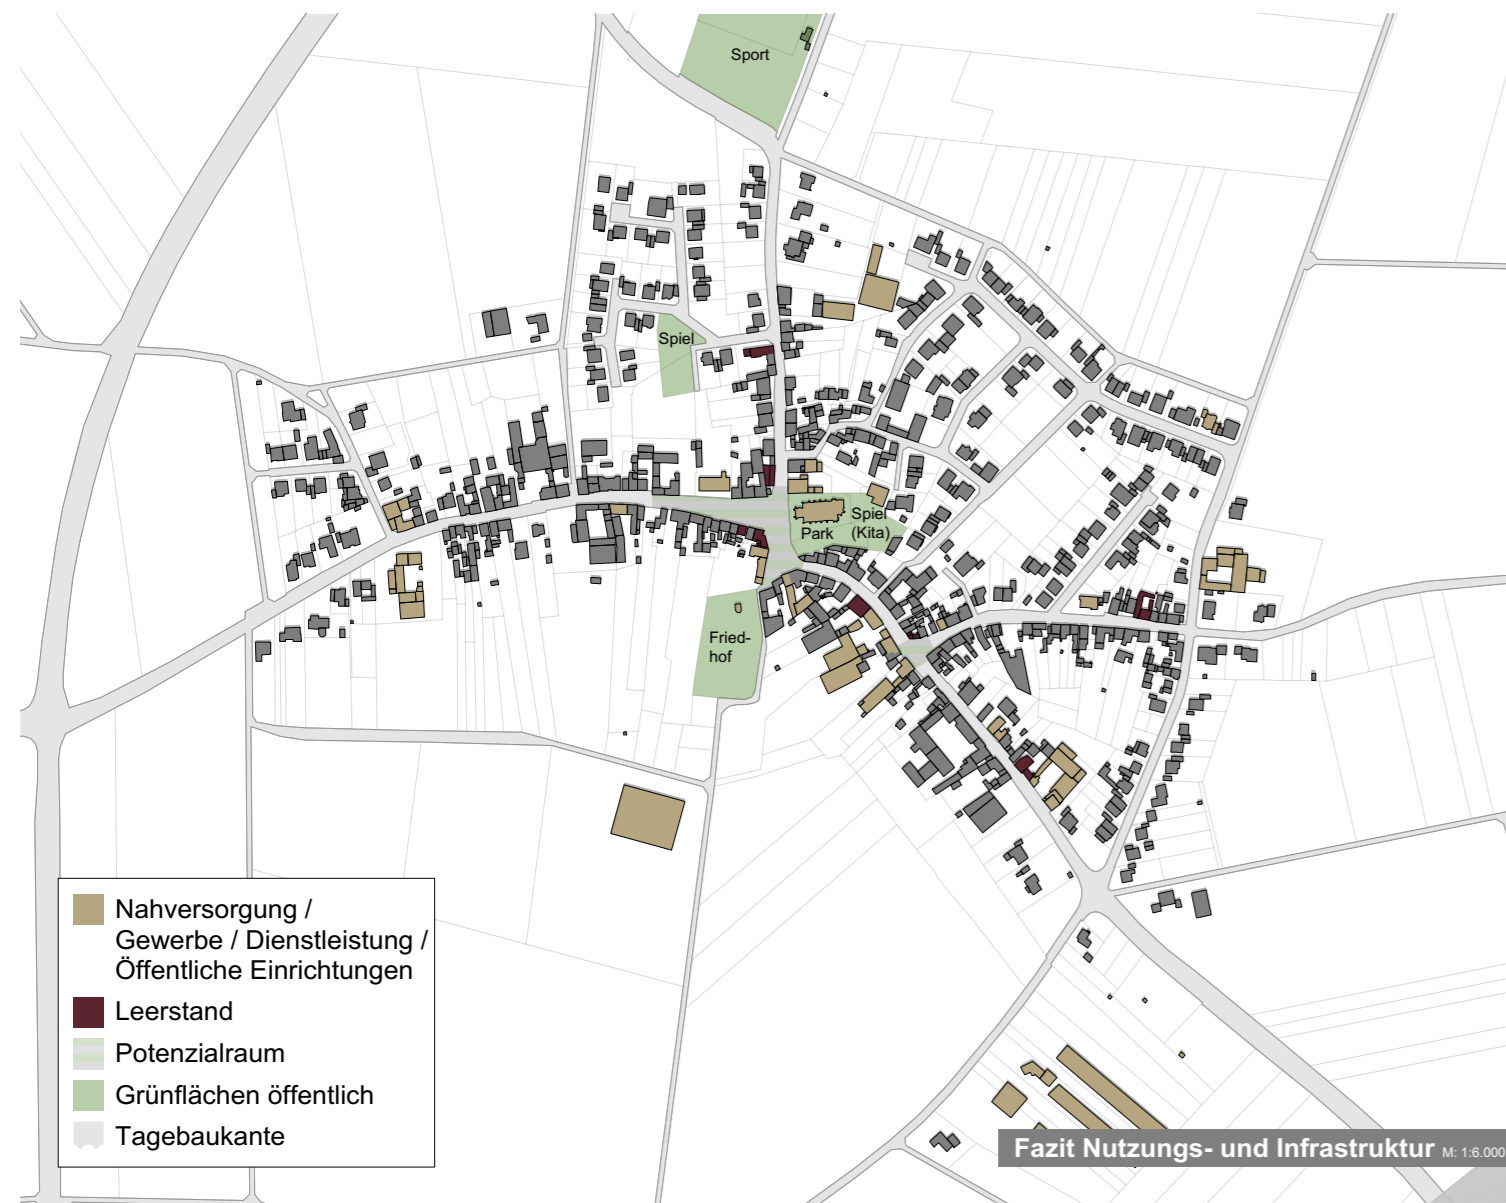 Sport
Spiel
Spiel
(Kita)
Park
Fried-
hof
Nahversorgung /
Gewerbe / Dienstleistung /
Öffentliche Einrichtungen
Leerstand
Potenzialraum
Grünflächen öffentlich
Tagebaukante
Fazit Nutzungs- und Infrastruktur M: 1:6.000